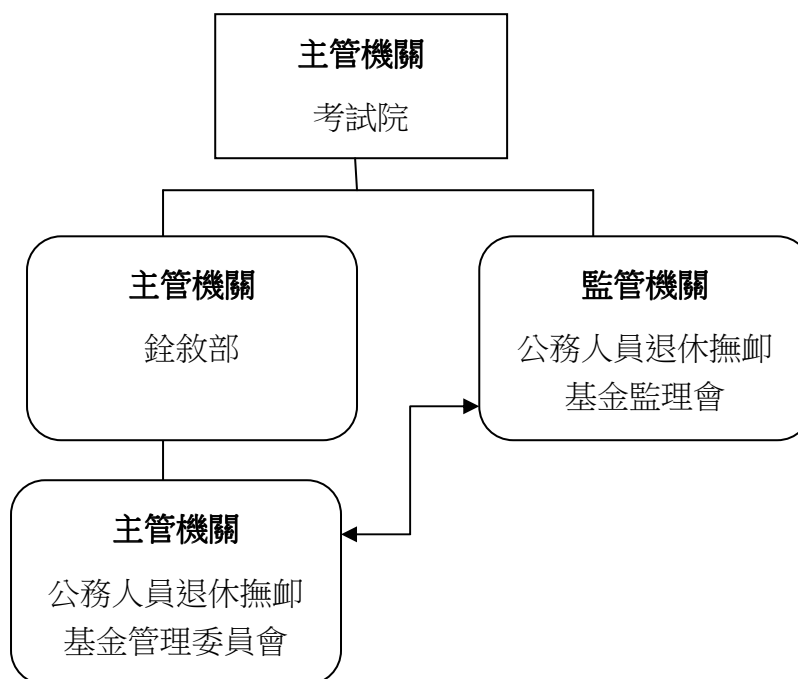 主管機關
考試院
主管機關
銓敘部
監管機關
公務人員退休撫卹
基金監理會
主管機關
公務人員退休撫卹
基金管理委員會